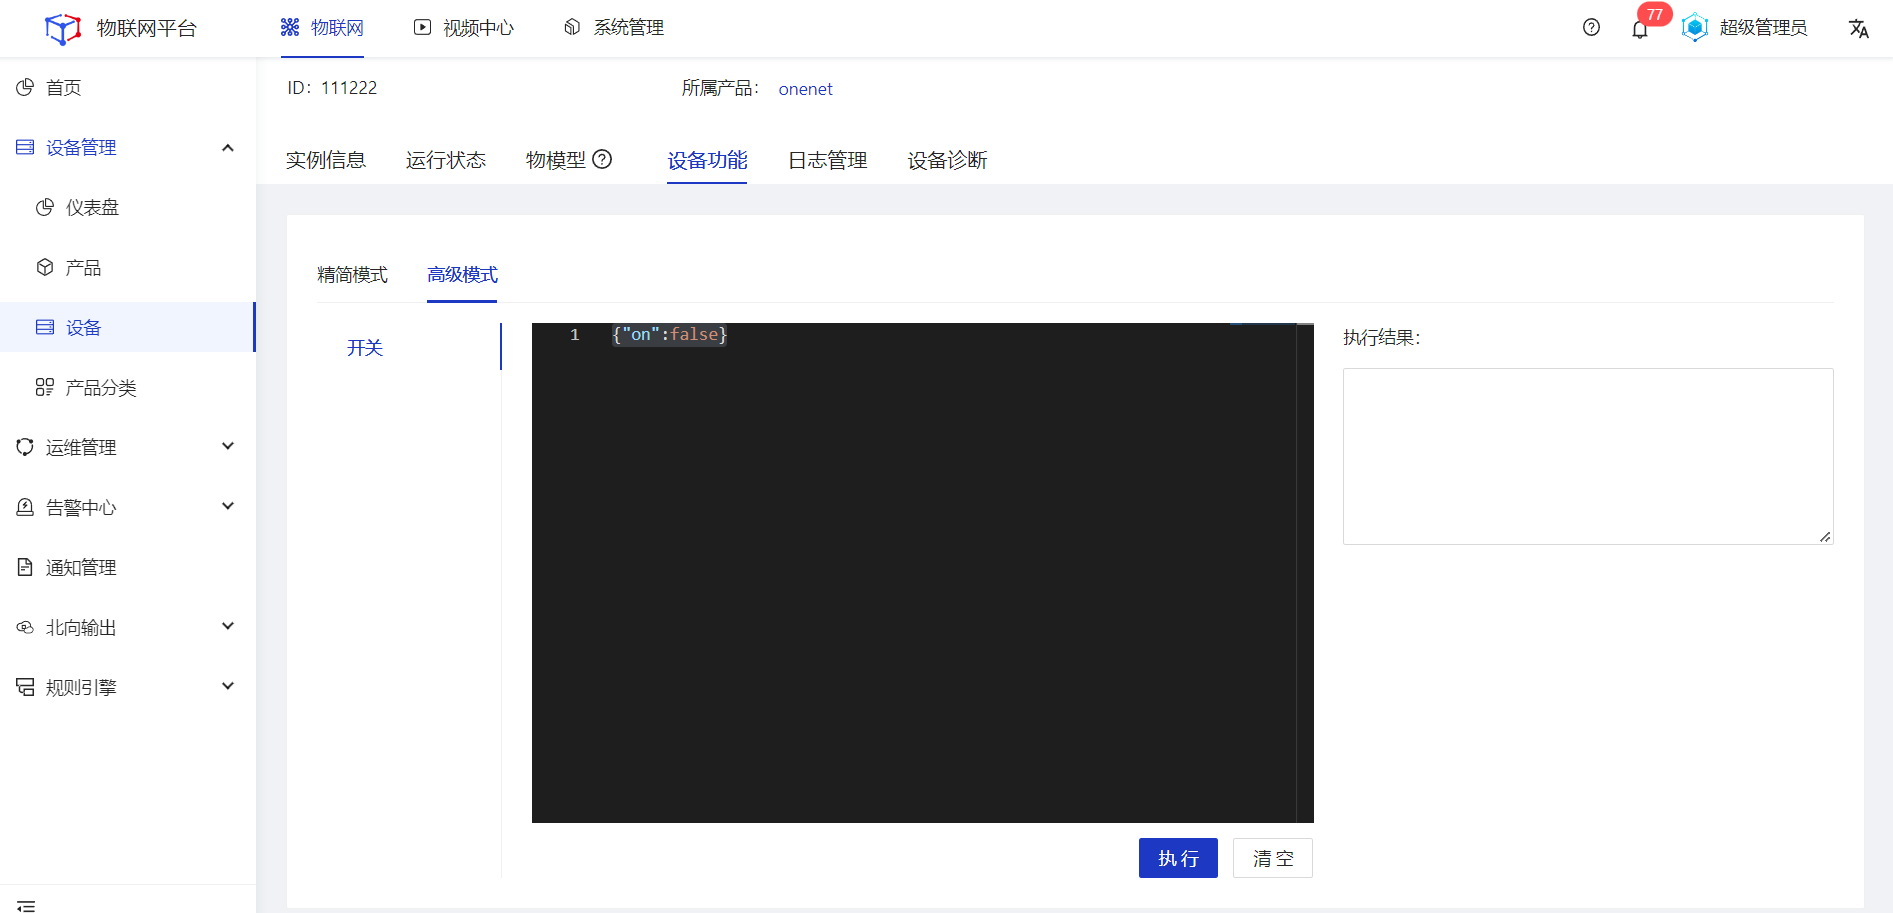 物联网平台
物联网
视频中心
系统管理
77
超级管理员
首页
设备管理
仪表盘
产品
设备
产品分类
运维管理
告警中心
通知管理
北向输出
规则引擎
ID：111222
所属产品：onenet
实例信息
运行状态
物模型
设备功能
日志管理
设备诊断
精简模式
高级模式
开关
1 {"on":false}
执行结果：
执行
清空